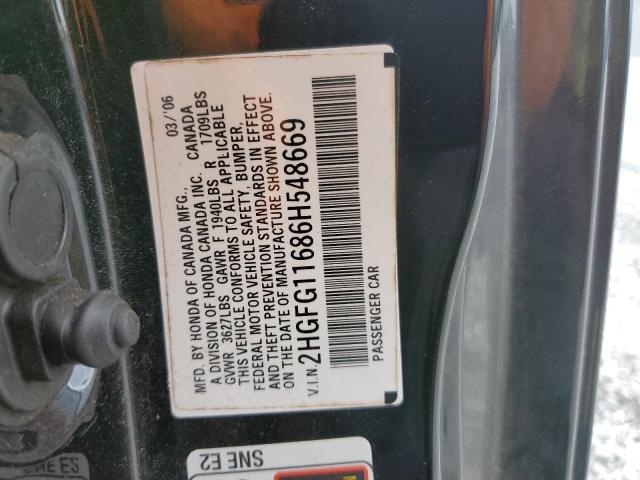 MFD. BY HONDA OF CANADA MFG., 03/'06
A DIVISION OF HONDA CANADA INC. CANADA
GVWR 3627LBS GAWR F 1940LBS R 1709LBS
THIS VEHICLE CONFORMS TO ALL APPLICABLE
FEDERAL MOTOR VEHICLE SAFETY, BUMPER,
AND THEFT PREVENTION STANDARDS IN EFFECT
ON THE DATE OF MANUFACTURE SHOWN ABOVE.
V.I.N. 2HGFG11686H548669
PASSENGER CAR
SNE E2